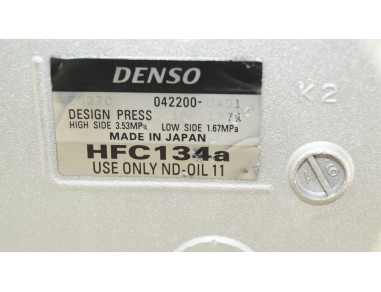 DENSO
042200-0401
DESIGN PRESS
HIGH SIDE 3.53MPa LOW SIDE 1.67MPa
MADE IN JAPAN
HFC134a
USE ONLY ND-OIL 11
K2